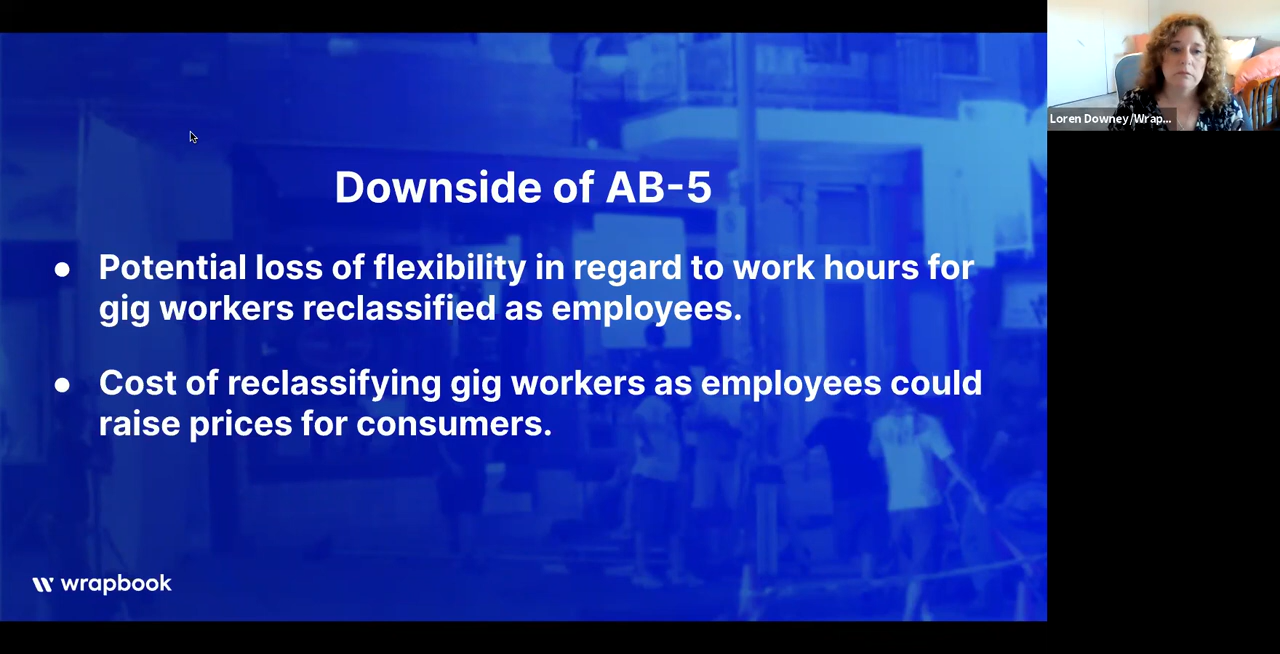 Downside of AB-5
● Potential loss of flexibility in regard to work hours for
gig workers reclassified as employees.
● Cost of reclassifying gig workers as employees could
raise prices for consumers.
wrapbook
Loren Downey/Wrap...